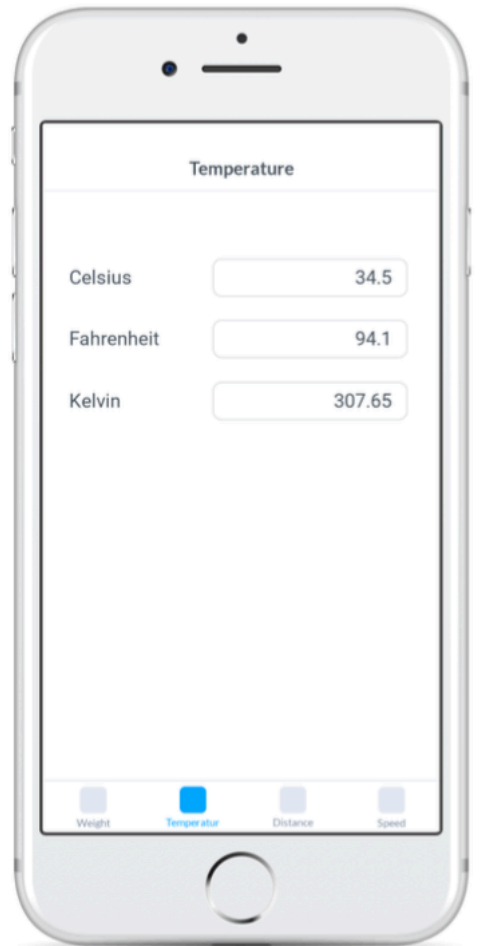 Temperature
Celsius 34.5
Fahrenheit 94.1
Kelvin 307.65
Weight Temperatur Distance Speed